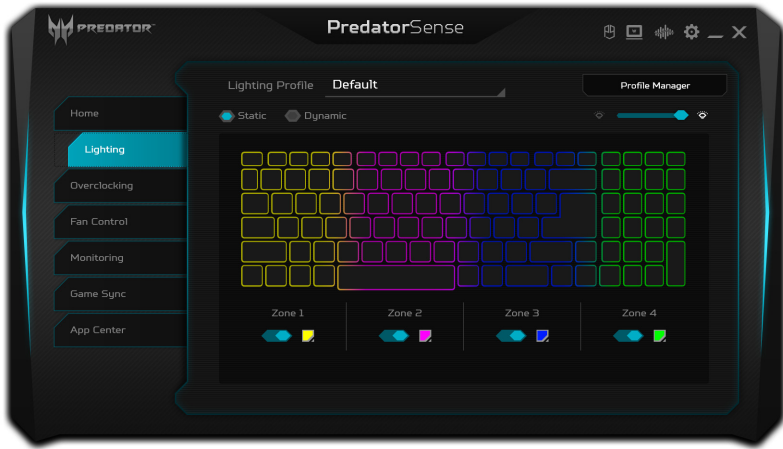 PREDATOR
PredatorSense
Lighting Profile Default
Profile Manager
Static Dynamic
Home
Lighting
Overclocking
Fan Control
Monitoring
Game Sync
App Center
Zone 1 Zone 2 Zone 3 Zone 4